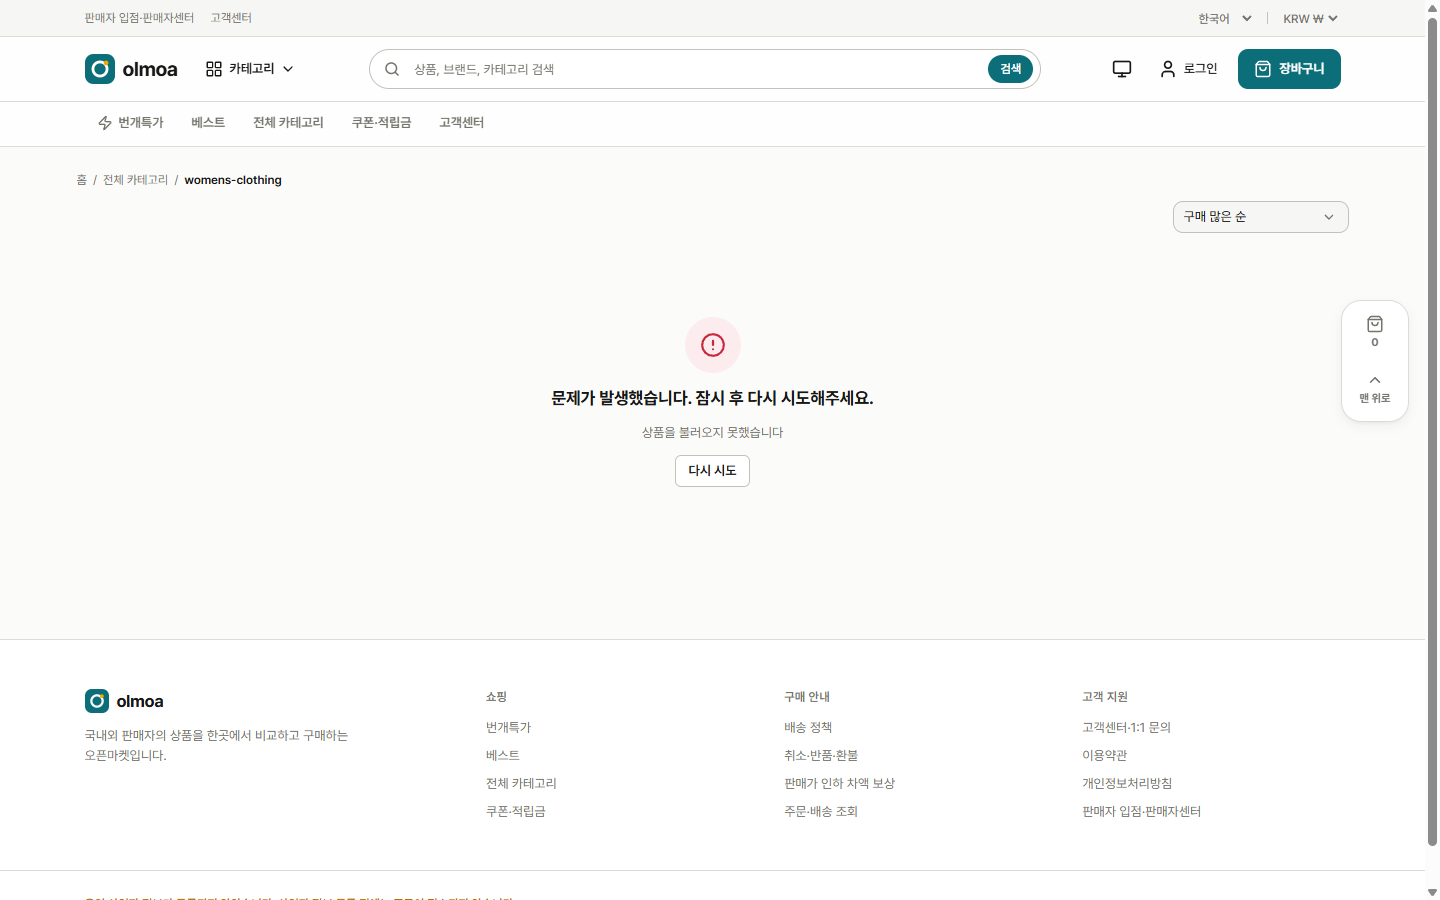 판매자 입점·판매자센터 고객센터
한국어 KRW ₩
olmoa 카테고리 상품, 브랜드, 카테고리 검색 검색 로그인 장바구니
번개특가 베스트 전체 카테고리 쿠폰·적립금 고객센터
홈 / 전체 카테고리 / womens-clothing
구매 많은 순
0
맨 위로
문제가 발생했습니다. 잠시 후 다시 시도해주세요.
상품을 불러오지 못했습니다
다시 시도
olmoa
국내외 판매자의 상품을 한곳에서 비교하고 구매하는
오픈마켓입니다.
쇼핑
번개특가
베스트
전체 카테고리
쿠폰·적립금
구매 안내
배송 정책
취소·반품·환불
판매가 인하 차액 보상
주문·배송 조회
고객 지원
고객센터·1:1 문의
이용약관
개인정보처리방침
판매자 입점·판매자센터